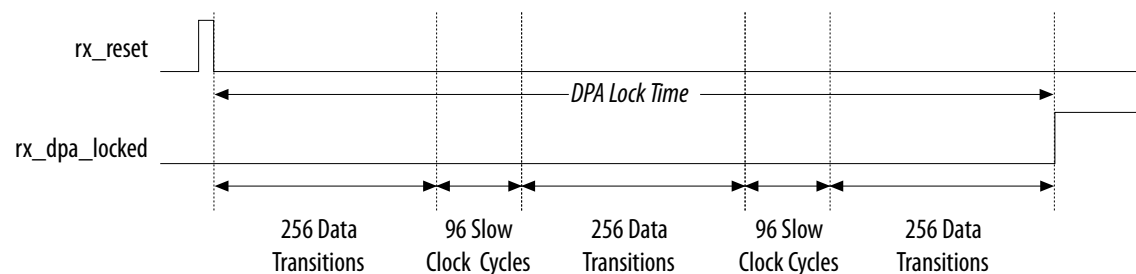 rx_reset
DPA Lock Time
rx_dpa_locked
256 Data
Transitions
96 Slow
Clock Cycles
256 Data
Transitions
96 Slow
Clock Cycles
256 Data
Transitions